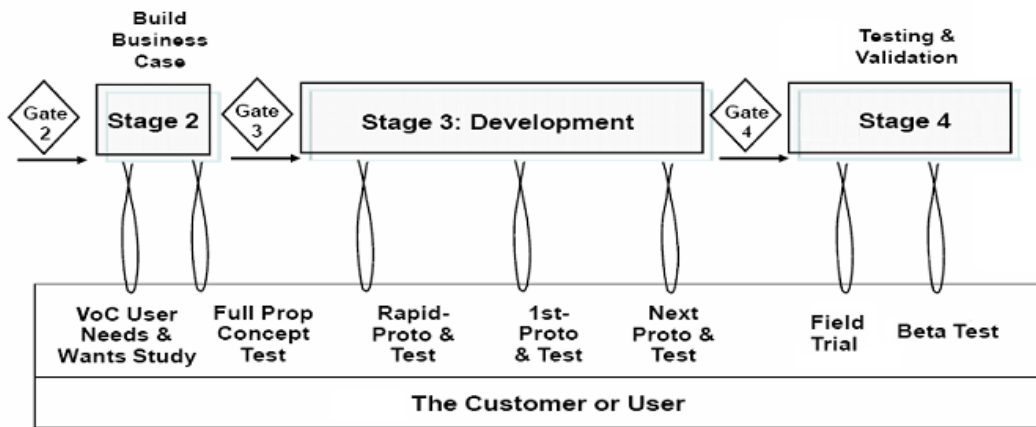 Build
Business
Case
Testing &
Validation
Gate
2
Stage 2
Gate
3
Stage 3: Development
Gate
4
Stage 4
VoC User
Needs &
Wants Study
Full Prop
Concept
Test
Rapid-
Proto &
Test
1st-
Proto
& Test
Next
Proto &
Test
Field
Trial
Beta Test
The Customer or User